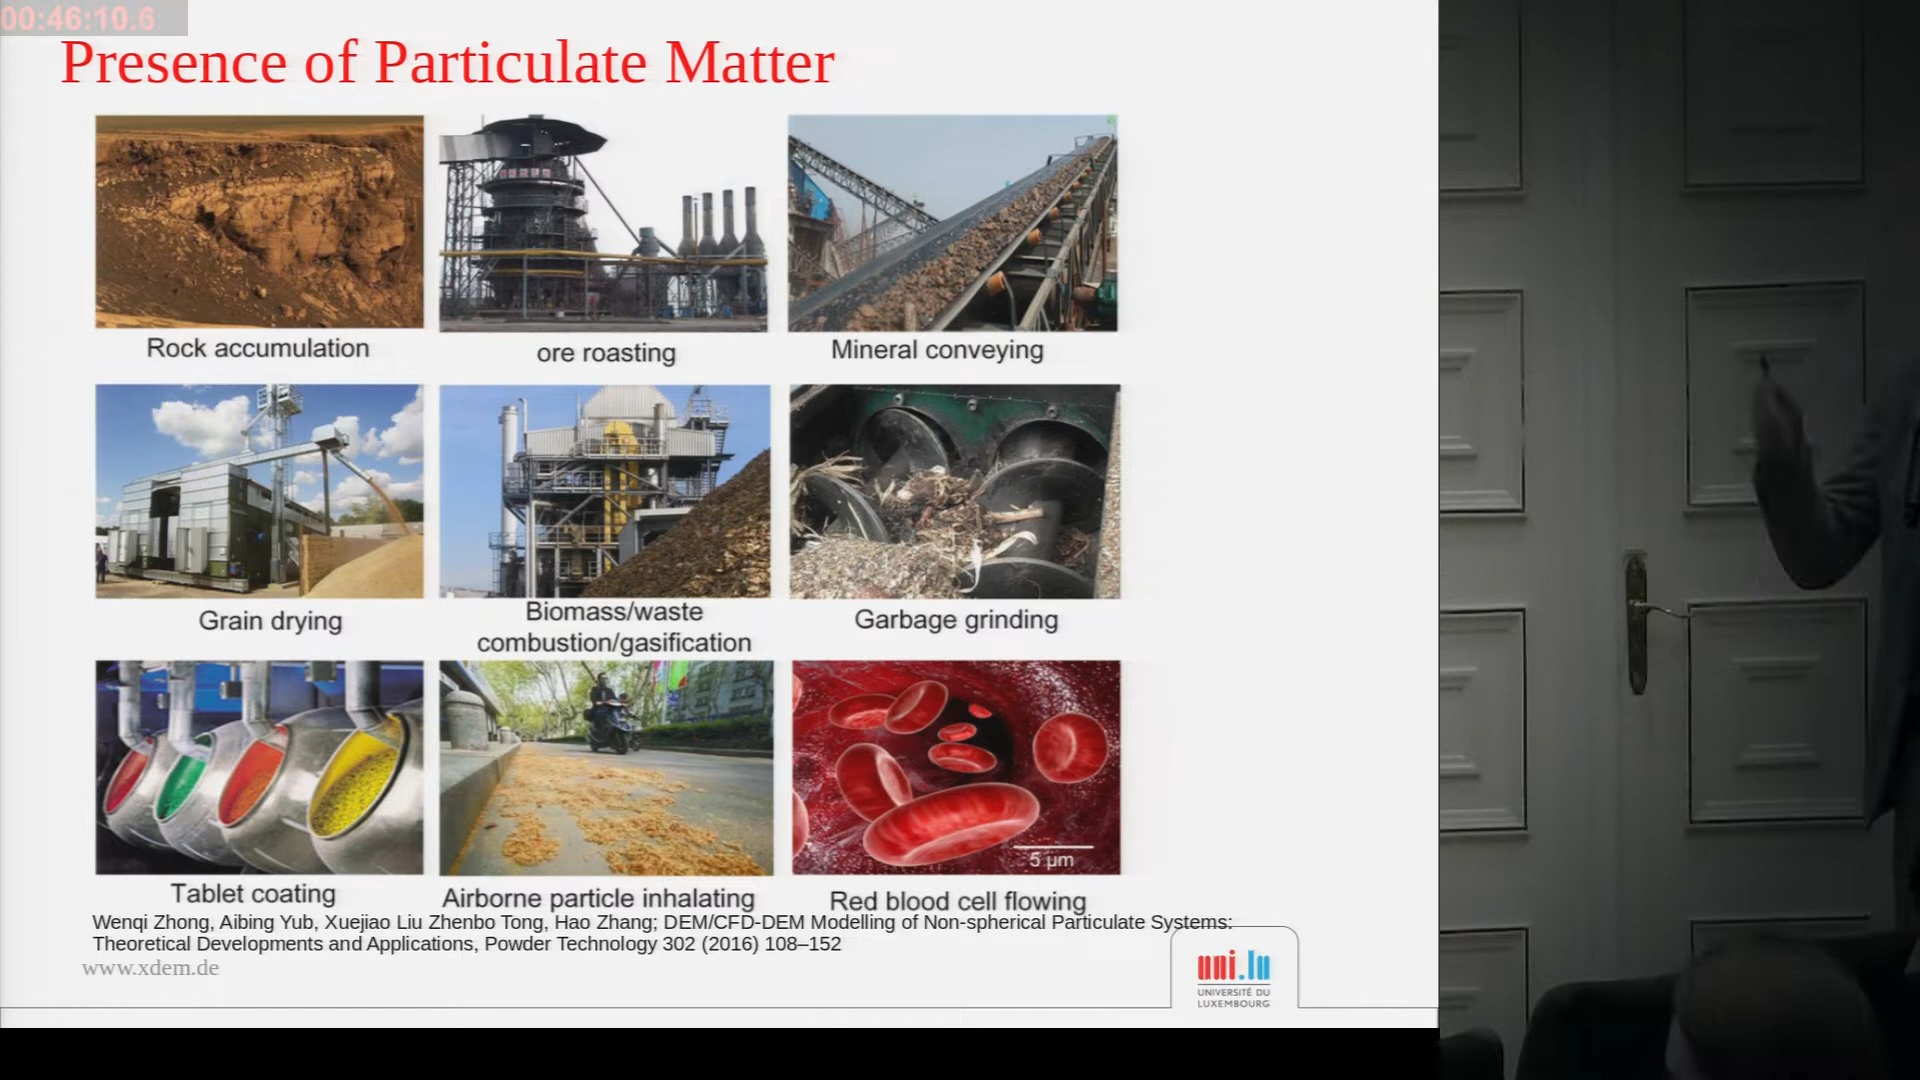 00:46:10.6
Presence of Particulate Matter
Rock accumulation
ore roasting
Mineral conveying
Grain drying
Biomass/waste
combustion/gasification
Garbage grinding
5 µm
Tablet coating
Airborne particle inhalating
Red blood cell flowing
Wenqi Zhong, Aibing Yub, Xuejiao Liu Zhenbo Tong, Hao Zhang; DEM/CFD-DEM Modelling of Non-spherical Particulate Systems:
Theoretical Developments and Applications, Powder Technology 302 (2016) 108–152
www.xdem.de
uni.lu
UNIVERSITÉ DU
LUXEMBOURG